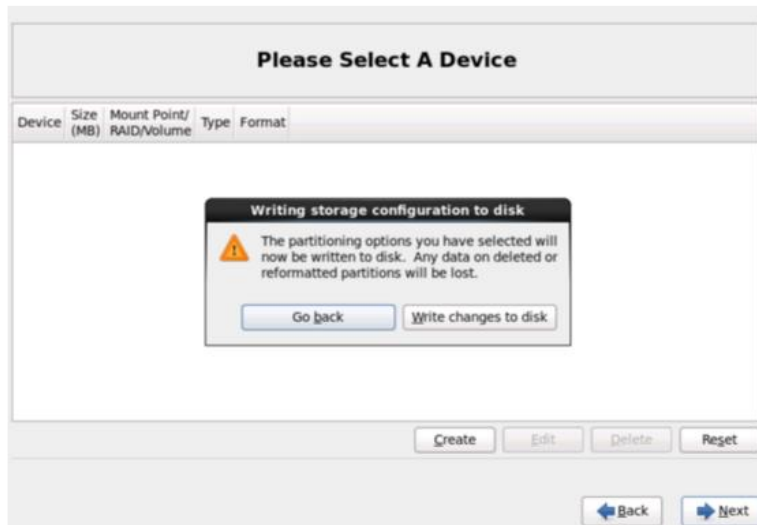 Please Select A Device
Device Size (MB) Mount Point/ RAID/Volume Type Format
Writing storage configuration to disk
The partitioning options you have selected will
now be written to disk. Any data on deleted or
reformatted partitions will be lost.
Go back Write changes to disk
Create Edit Delete Reset
Back Next